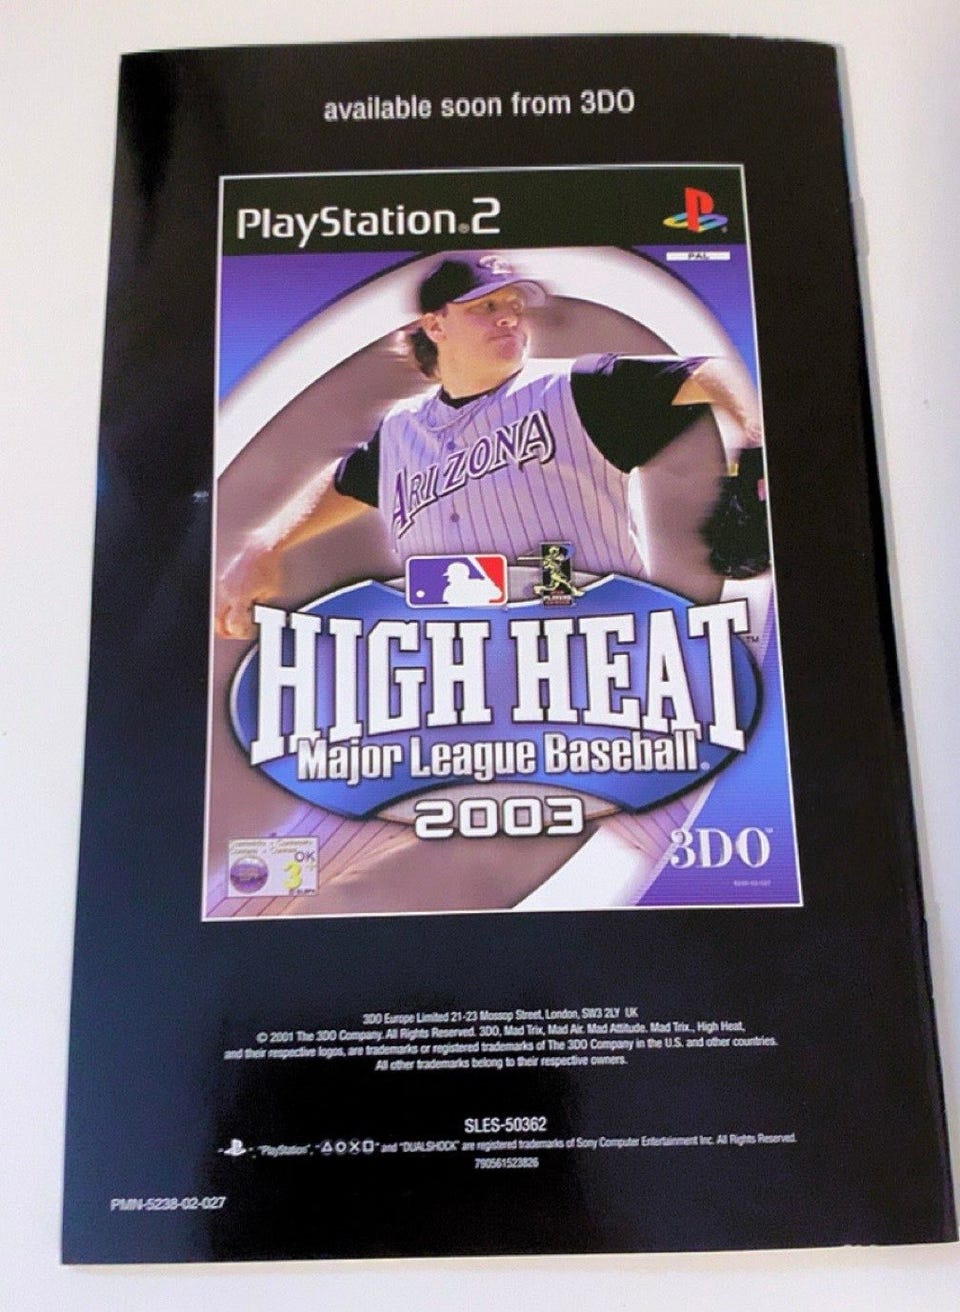 available soon from 3DO
PlayStation®2
PAL
ARIZONA
HIGH HEAT™
Major League Baseball®
2003
OK
3+
3DO™
3DO Europe Limited 21-23 Mossop Street, London, SW3 2LY UK
© 2001 The 3DO Company. All Rights Reserved. 3DO, Mad Trix, Mad Air. Mad Attitude. Mad Trix., High Heat,
and their respective logos, are trademarks or registered trademarks of The 3DO Company in the U.S. and other countries.
All other trademarks belong to their respective owners.
SLES-50362
"PlayStation", "△○✕□" and "DUALSHOCK" are registered trademarks of Sony Computer Entertainment Inc. All Rights Reserved.
790561523826
PMN-5238-02-027